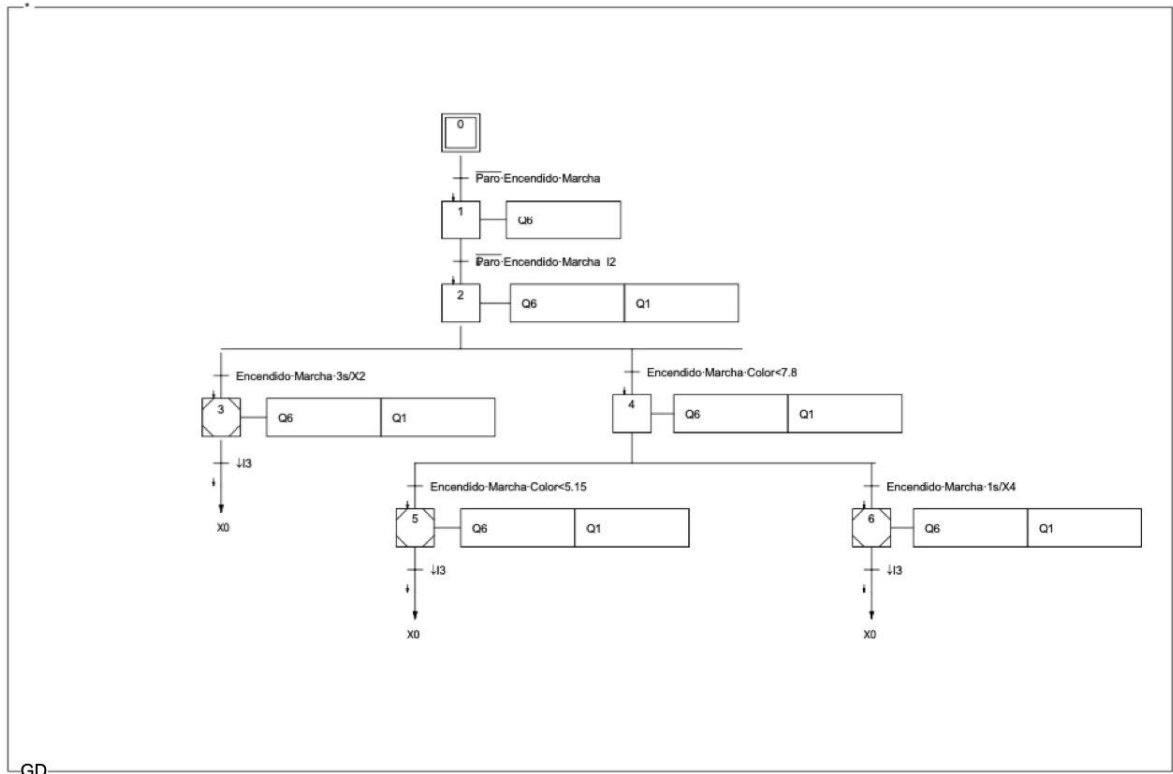 *
0
Paro·Encendido·Marcha
1
Q6
Paro·Encendido·Marcha I2
2
Q6 Q1
Encendido·Marcha·3s/X2
Encendido·Marcha·Color<7.8
3
Q6 Q1
4
Q6 Q1
↓I3
X0
Encendido·Marcha·Color<5.15
Encendido·Marcha·1s/X4
5
Q6 Q1
6
Q6 Q1
↓I3
↓I3
X0
X0
GD